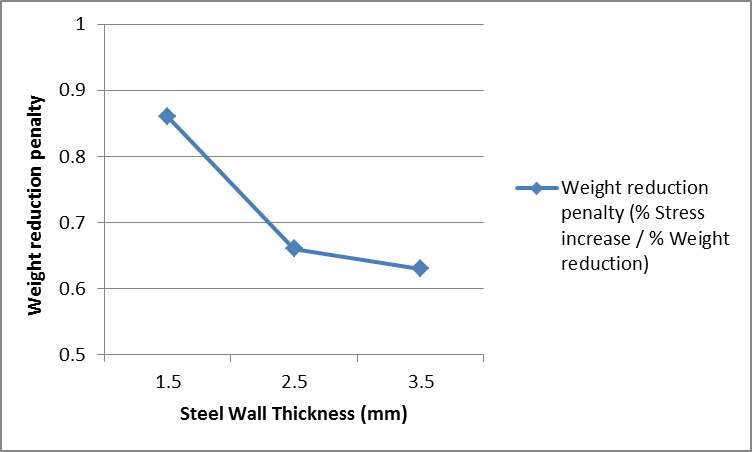 1
0.9
0.8
0.7
0.6
0.5
Weight reduction penalty
1.5 2.5 3.5
Steel Wall Thickness (mm)
Weight reduction
penalty (% Stress
increase / % Weight
reduction)